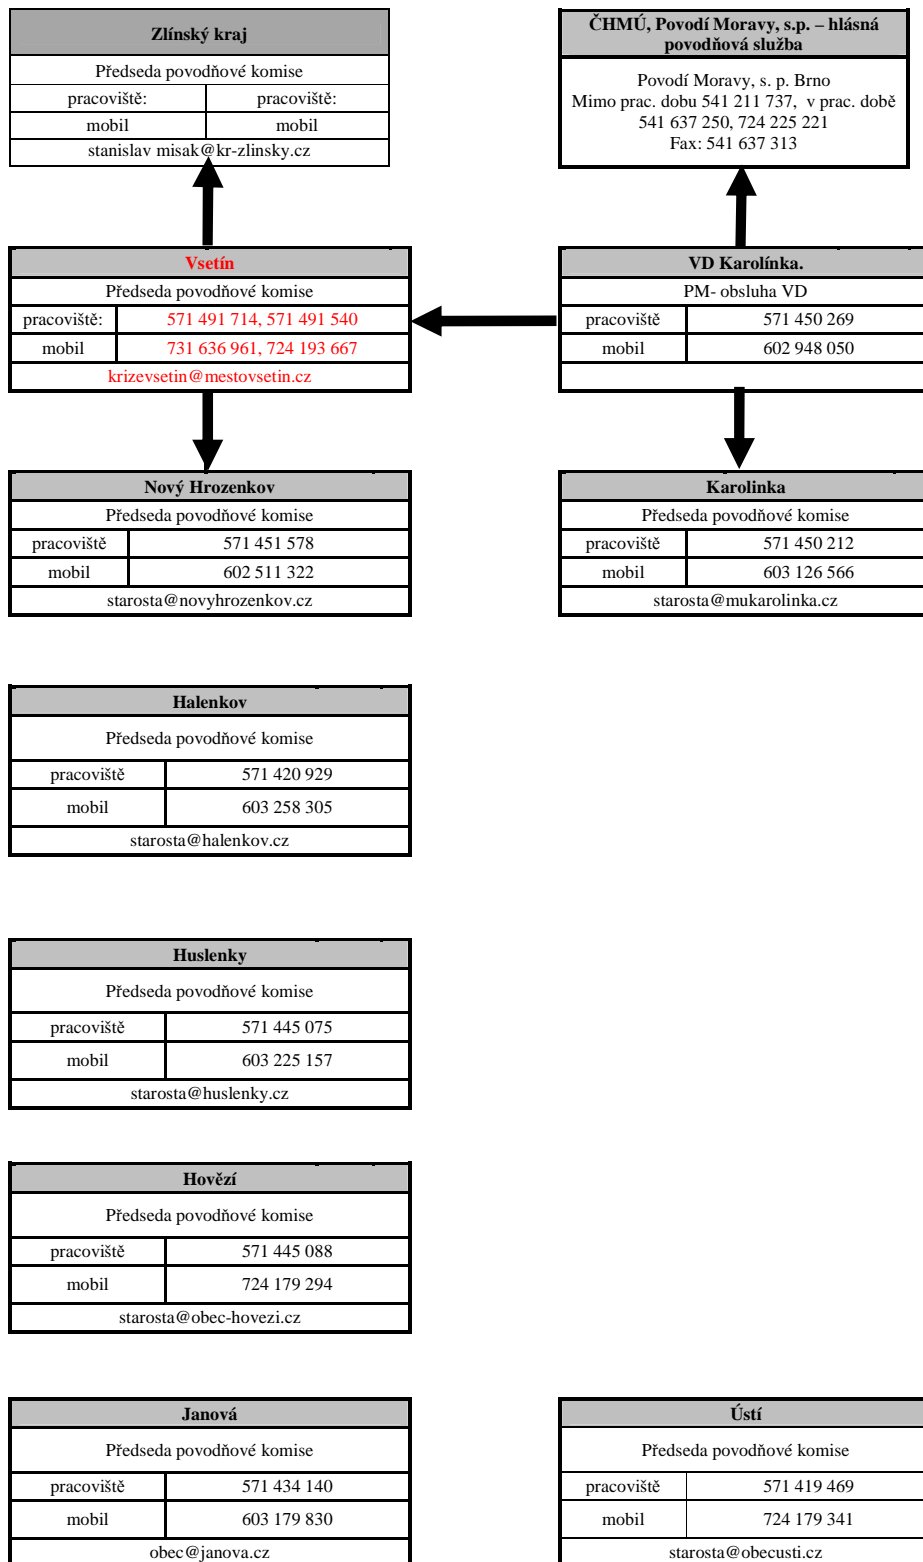 Zlínský kraj
Předseda povodňové komise
pracoviště: pracoviště:
mobil mobil
stanislav misak@kr-zlinsky.cz
ČHMÚ, Povodí Moravy, s.p. – hlásná
povodňová služba
Povodí Moravy, s. p. Brno
Mimo prac. dobu 541 211 737, v prac. době
541 637 250, 724 225 221
Fax: 541 637 313
Vsetín
Předseda povodňové komise
pracoviště: 571 491 714, 571 491 540
mobil 731 636 961, 724 193 667
krizevsetin@mestovsetin.cz
VD Karolínka.
PM- obsluha VD
pracoviště 571 450 269
mobil 602 948 050
Nový Hrozenkov
Předseda povodňové komise
pracoviště 571 451 578
mobil 602 511 322
starosta@novyhrozenkov.cz
Karolinka
Předseda povodňové komise
pracoviště 571 450 212
mobil 603 126 566
starosta@mukarolinka.cz
Halenkov
Předseda povodňové komise
pracoviště 571 420 929
mobil 603 258 305
starosta@halenkov.cz
Huslenky
Předseda povodňové komise
pracoviště 571 445 075
mobil 603 225 157
starosta@huslenky.cz
Hovězí
Předseda povodňové komise
pracoviště 571 445 088
mobil 724 179 294
starosta@obec-hovezi.cz
Janová
Předseda povodňové komise
pracoviště 571 434 140
mobil 603 179 830
obec@janova.cz
Ústí
Předseda povodňové komise
pracoviště 571 419 469
mobil 724 179 341
starosta@obecusti.cz